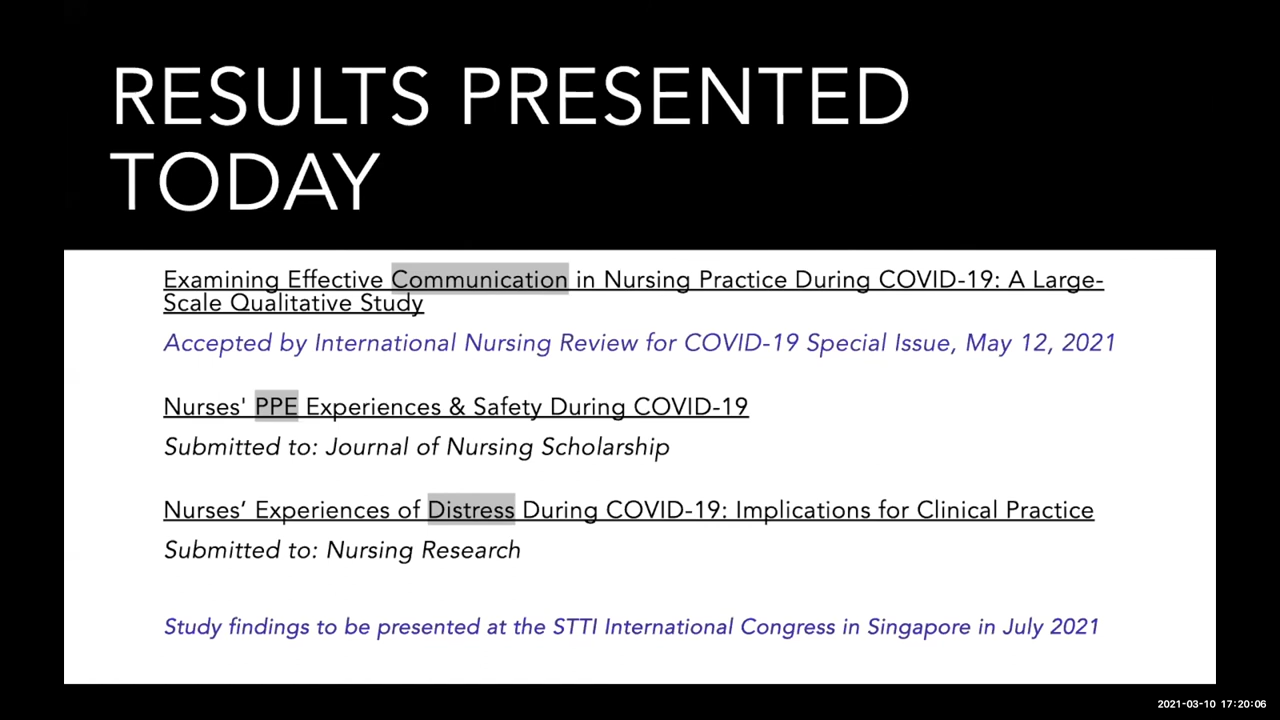 RESULTS PRESENTED
TODAY
Examining Effective Communication in Nursing Practice During COVID-19: A Large-
Scale Qualitative Study
Accepted by International Nursing Review for COVID-19 Special Issue, May 12, 2021
Nurses' PPE Experiences & Safety During COVID-19
Submitted to: Journal of Nursing Scholarship
Nurses’ Experiences of Distress During COVID-19: Implications for Clinical Practice
Submitted to: Nursing Research
Study findings to be presented at the STTI International Congress in Singapore in July 2021
2021-03-10 17:20:06